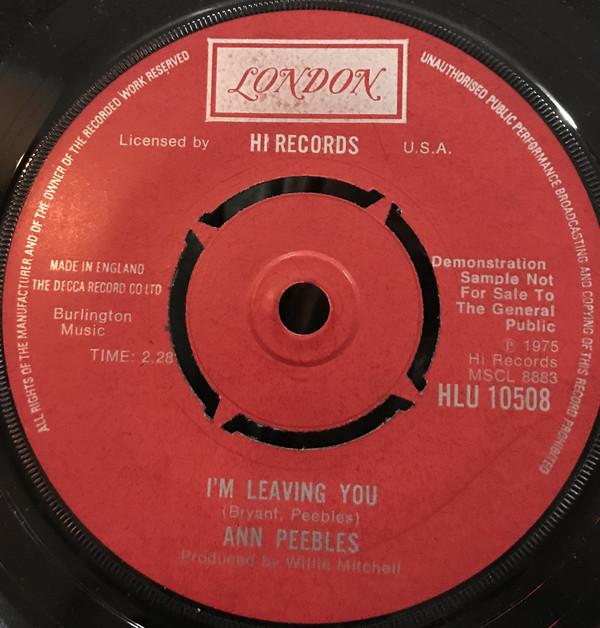 LONDON
Licensed by HI RECORDS U.S.A.
ALL RIGHTS OF THE MANUFACTURER AND OF THE OWNER OF THE RECORDED WORK RESERVED
UNAUTHORISED PUBLIC PERFORMANCE BROADCASTING AND COPYING OF THIS RECORD PROHIBITED
MADE IN ENGLAND
THE DECCA RECORD CO LTD
Burlington
Music
TIME: 2.28
Demonstration
Sample Not
For Sale To
The General
Public
℗ 1975
Hi Records
MSCL 8883
HLU 10508
I'M LEAVING YOU
(Bryant, Peebles)
ANN PEEBLES
Produced by Willie Mitchell